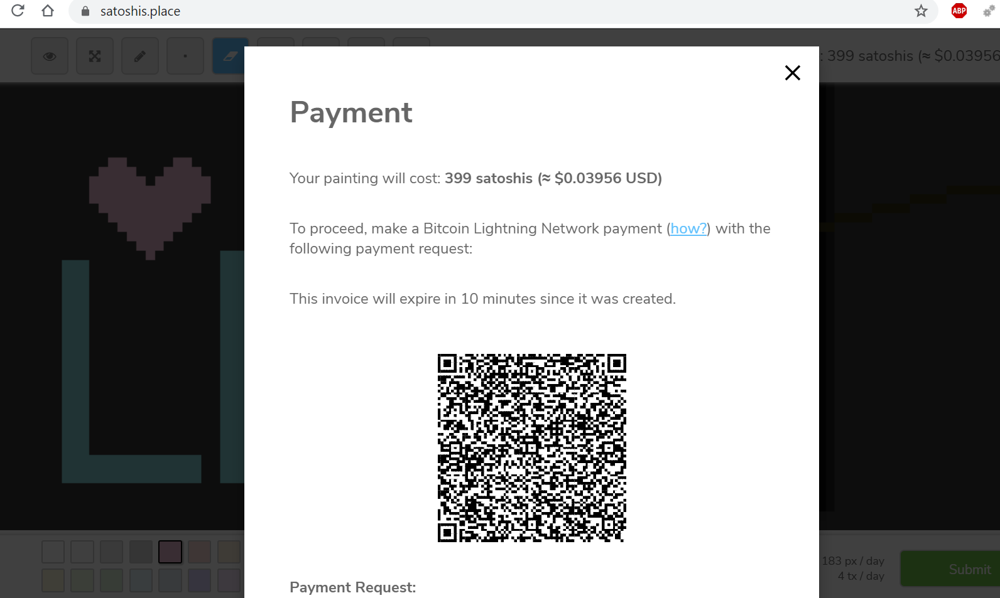 satoshis.place
ABP
: 399 satoshis (≈ $0.03956
Payment
Your painting will cost: 399 satoshis (≈ $0.03956 USD)
To proceed, make a Bitcoin Lightning Network payment (how?) with the
following payment request:
This invoice will expire in 10 minutes since it was created.
LI
Payment Request:
183 px / day
4 tx / day
Submit